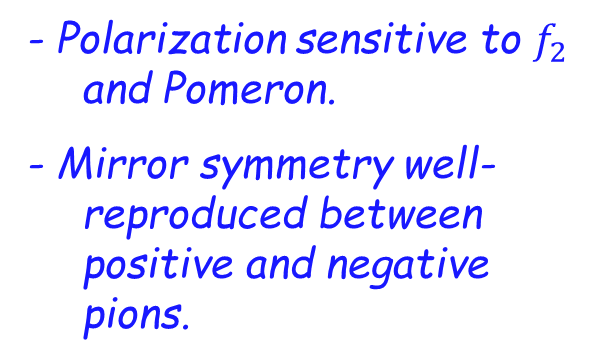 - Polarization sensitive to f₂
and Pomeron.
- Mirror symmetry well-
reproduced between
positive and negative
pions.